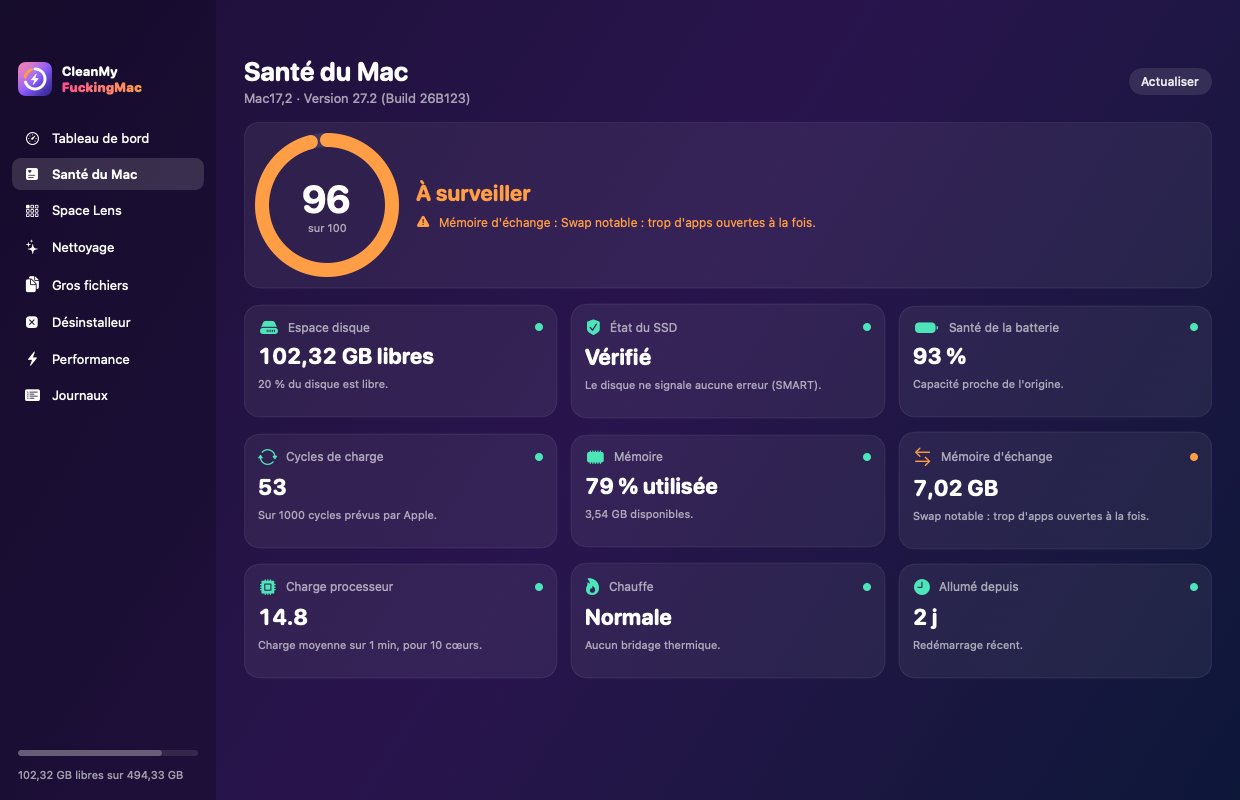 CleanMy
FuckingMac
Tableau de bord
Santé du Mac
Space Lens
Nettoyage
Gros fichiers
Désinstalleur
Performance
Journaux
102,32 GB libres sur 494,33 GB
Santé du Mac
Mac17,2 · Version 27.2 (Build 26B123)
Actualiser
96
sur 100
À surveiller
Mémoire d'échange : Swap notable : trop d'apps ouvertes à la fois.
Espace disque
102,32 GB libres
20 % du disque est libre.
État du SSD
Vérifié
Le disque ne signale aucune erreur (SMART).
Santé de la batterie
93 %
Capacité proche de l'origine.
Cycles de charge
53
Sur 1000 cycles prévus par Apple.
Mémoire
79 % utilisée
3,54 GB disponibles.
Mémoire d'échange
7,02 GB
Swap notable : trop d'apps ouvertes à la fois.
Charge processeur
14.8
Charge moyenne sur 1 min, pour 10 cœurs.
Chauffe
Normale
Aucun bridage thermique.
Allumé depuis
2 j
Redémarrage récent.